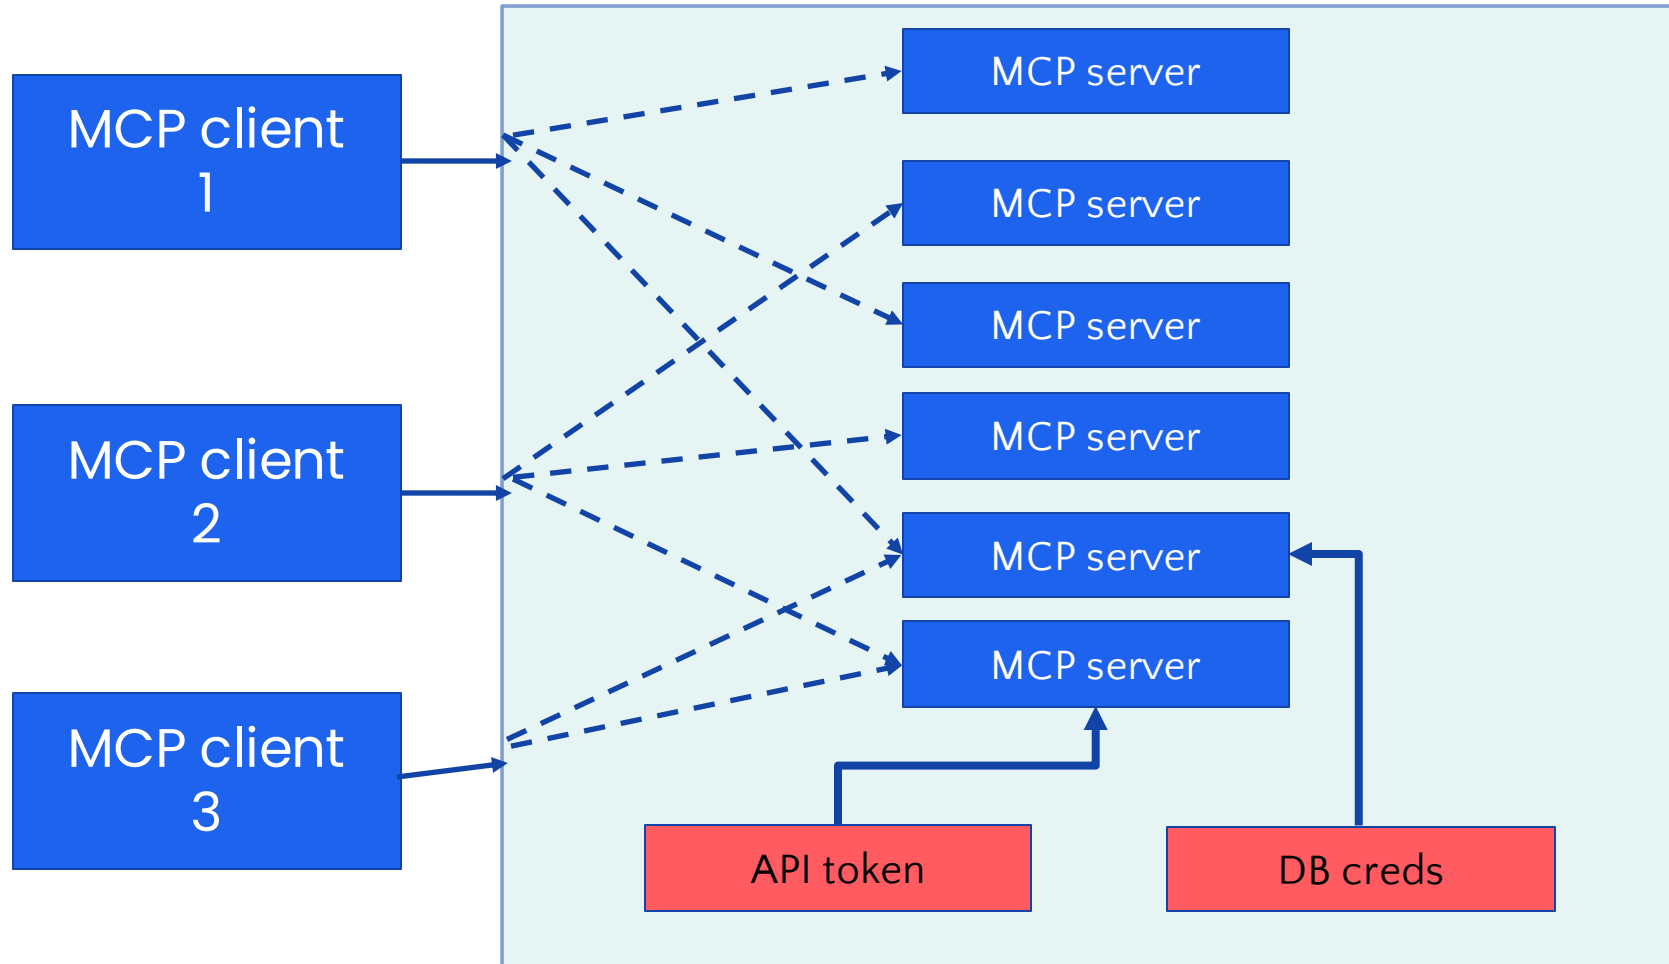 MCP client
1
MCP client
2
MCP client
3
MCP server
MCP server
MCP server
MCP server
MCP server
MCP server
API token
DB creds